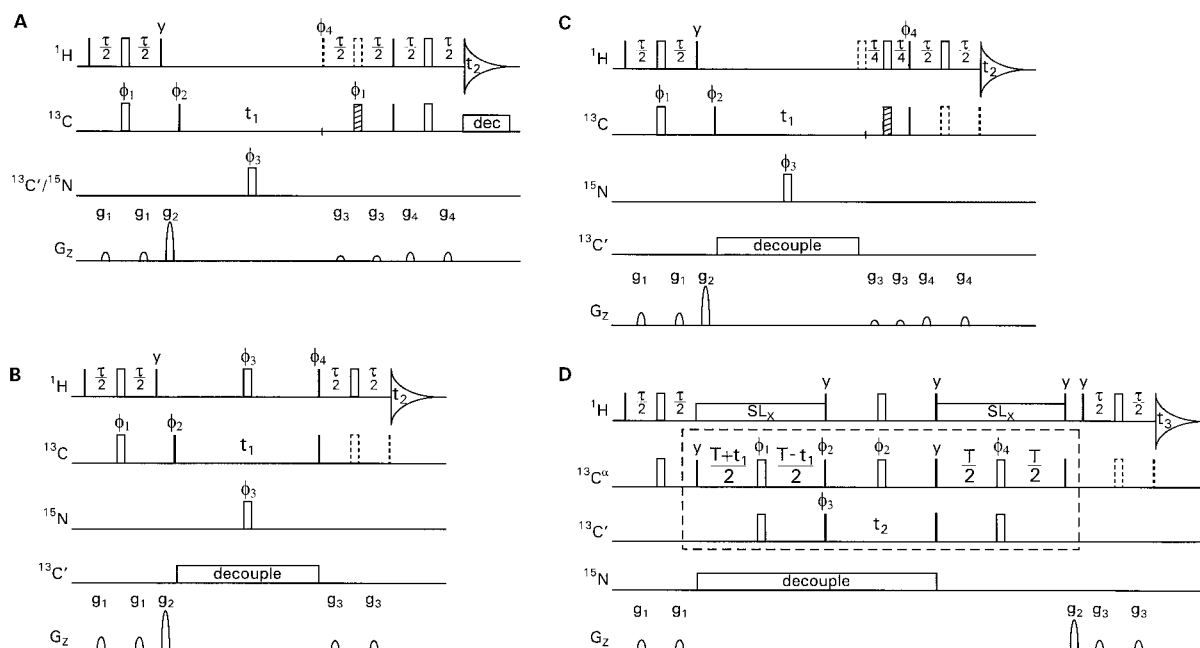 A
y ϕ4
1H τ/2 τ/2 τ/2 τ/2 τ/2 τ/2 t2
ϕ1 ϕ2 ϕ1
13C t1 dec
ϕ3
13C′/15N
g1 g1 g2 g3 g3 g4 g4
Gz
B
y ϕ3 ϕ4
1H τ/2 τ/2 τ/2 τ/2 t2
ϕ1 ϕ2
13C t1
ϕ3
15N
13C′ decouple
g1 g1 g2 g3 g3
Gz
C
y ϕ4
1H τ/2 τ/2 τ/4 τ/4 τ/2 τ/2 t2
ϕ1 ϕ2
13C t1
ϕ3
15N
13C′ decouple
g1 g1 g2 g3 g3 g4 g4
Gz
D
y y y y
1H τ/2 τ/2 SLx SLx τ/2 τ/2 t3
y ϕ1 ϕ2 ϕ2 y ϕ4
13Cα T+t1/2 T-t1/2 T/2 T/2
ϕ3
13C′ t2
15N decouple
g1 g1 g2 g3 g3
Gz